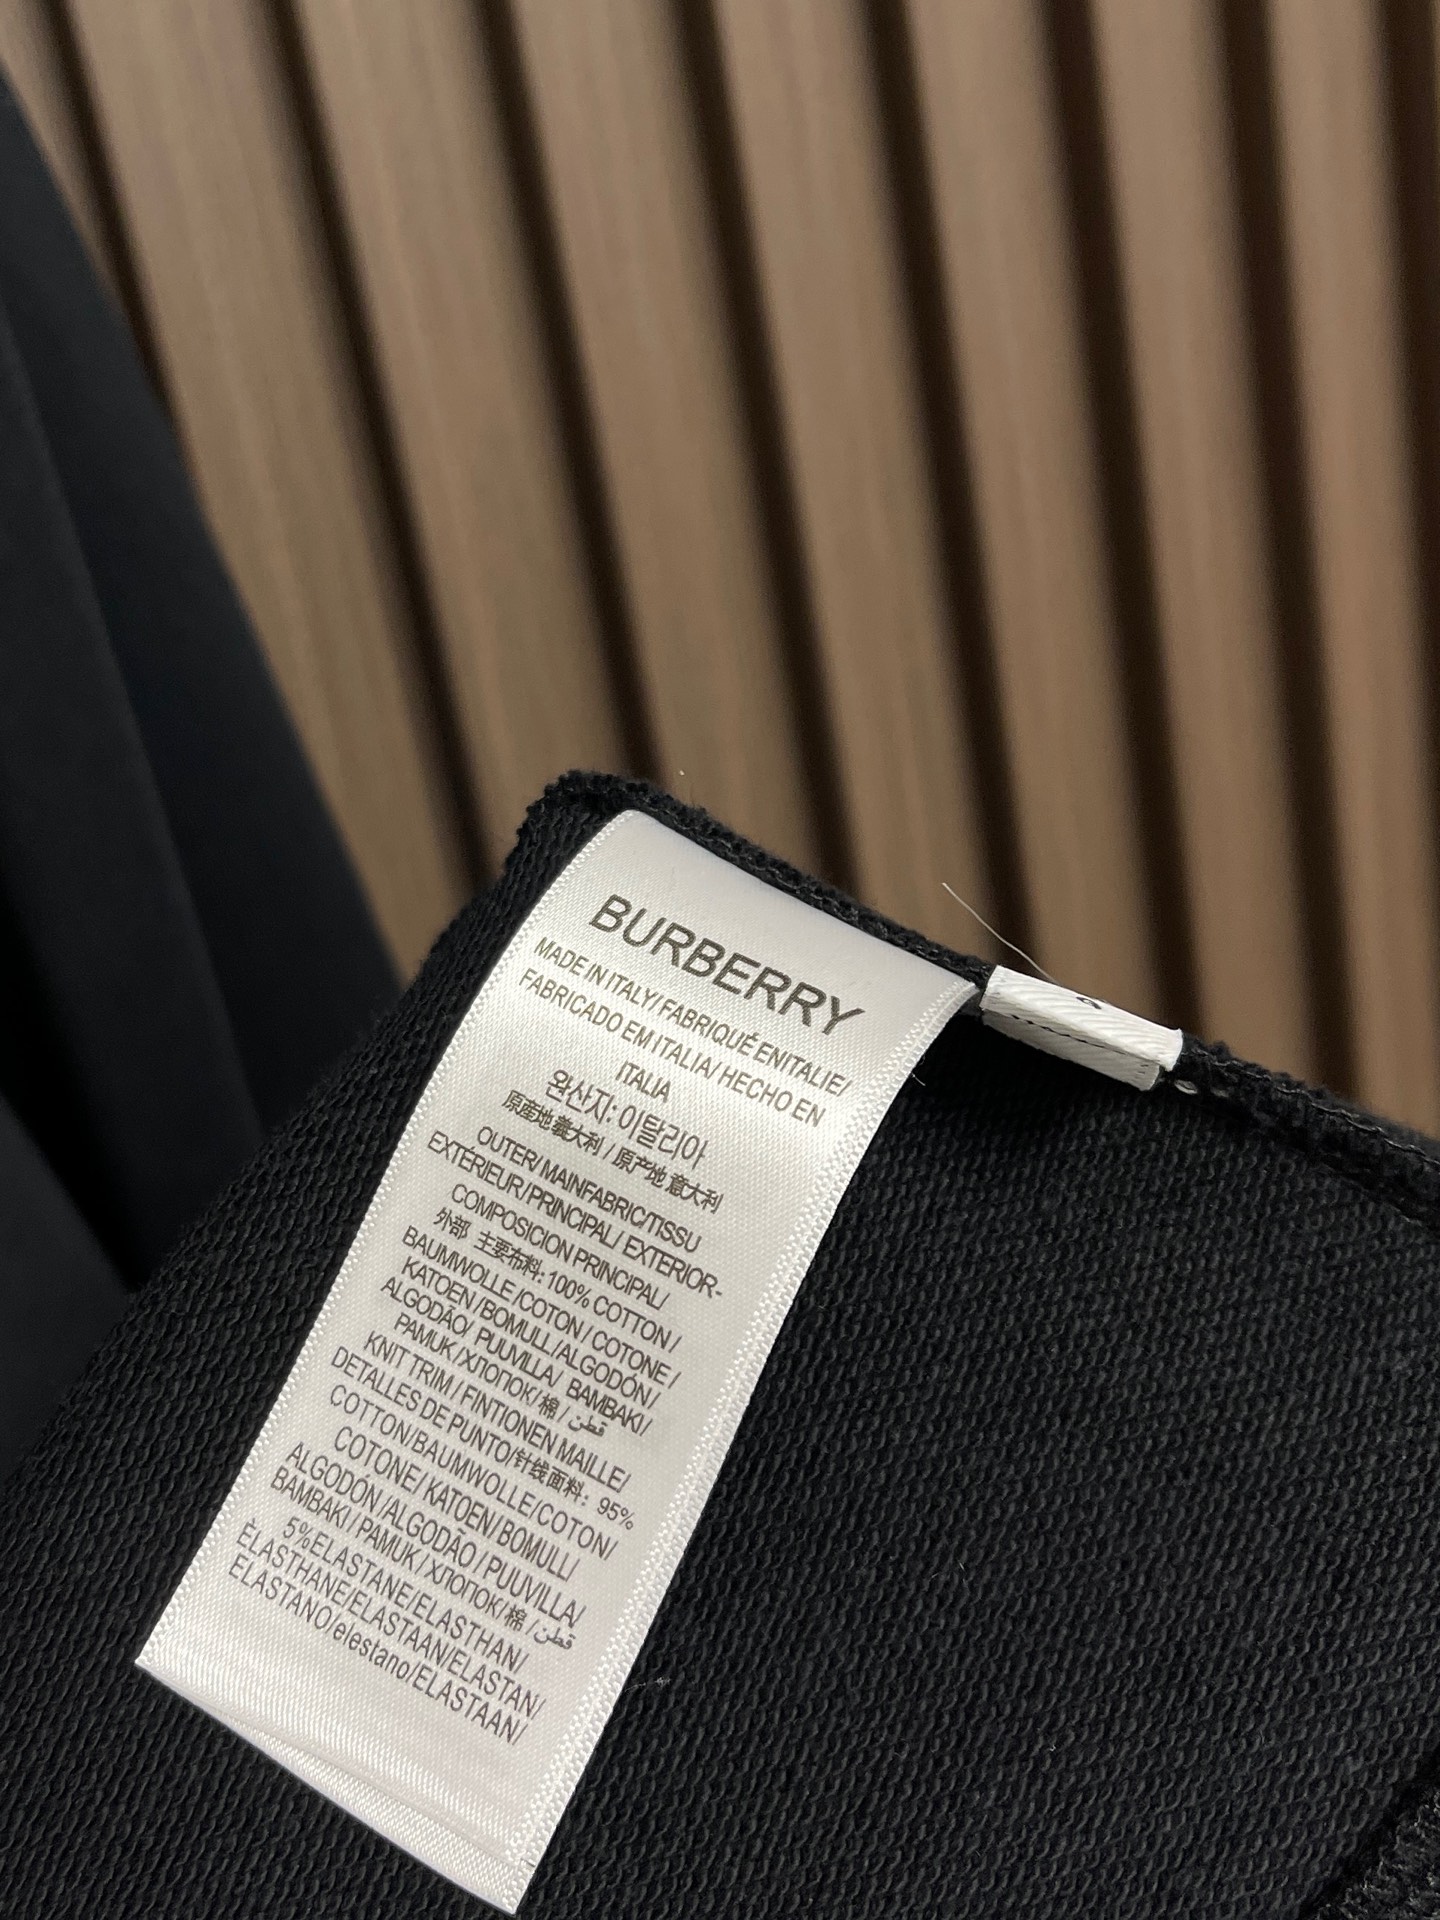 BURBERRY
MADE IN ITALY/ FABRIQUÉ ENITALIE/
FABRICADO EM ITALIA/ HECHO EN
ITALIA
완산지: 이탈리아
原産地 義大利 / 原产地 意大利
OUTER/ MAINFABRIC/TISSU
EXTÉRIEUR/PRINCIPAL/ EXTERIOR-
COMPOSICION PRINCIPAL/
外部 主要布料: 100% COTTON /
BAUMWOLLE /COTON / COTONE /
KATOEN /BOMULL/ALGODÓN /
ALGODÁO/ PUUVILLA/ BAMBAKI/
PAMUK /ХЛОПОК/ 棉 / قطن
KNIT TRIM / FINTIONEN MAILLE/
DETALLES DE PUNTO/针线面料: 95%
COTTON/BAUMWOLLE/COTON/
COTONE/ KATOEN/ BOMULL/
ALGODÓN /ALGODÃO / PUUVILLA/
BAMBAKI / PAMUK / ХЛОПОК/ 棉 / قطن
5%ELASTANE/ELASTHAN/
ÈLASTHANE/ELASTAAN/ELASTAN/
ELASTANO/elestano/ELASTAAN/